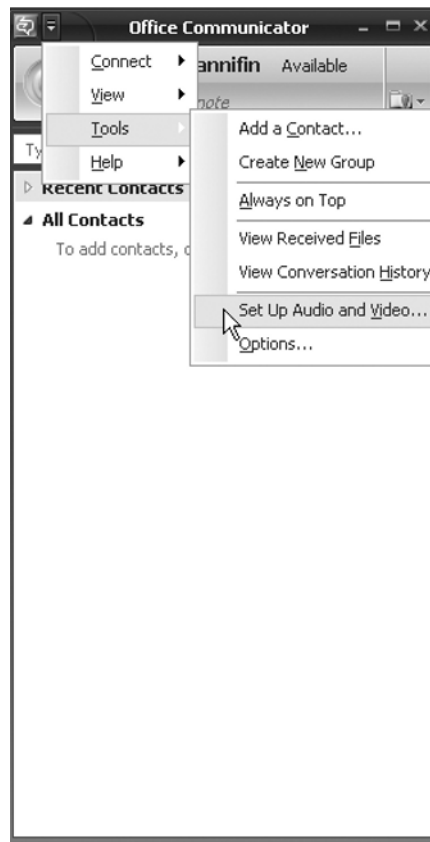 Office Communicator
Connect
annifin Available
View
note
Tools
Add a Contact...
Ty
Help
Create New Group
Recent Contacts
Always on Top
All Contacts
View Received Files
To add contacts, c
View Conversation History
Set Up Audio and Video...
Options...